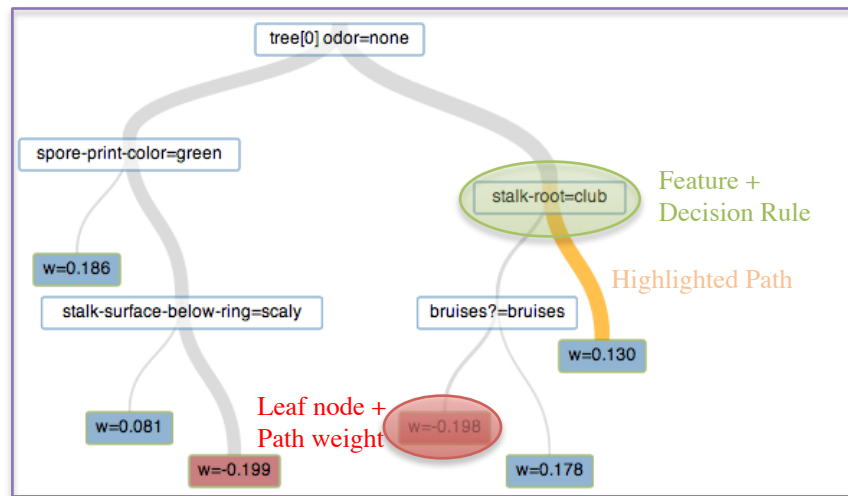 tree[0] odor=none
spore-print-color=green
stalk-root=club
Feature +
Decision Rule
w=0.186
Highlighted Path
stalk-surface-below-ring=scaly
bruises?=bruises
w=0.130
Leaf node +
Path weight
w=0.081
w=-0.198
w=-0.199
w=0.178